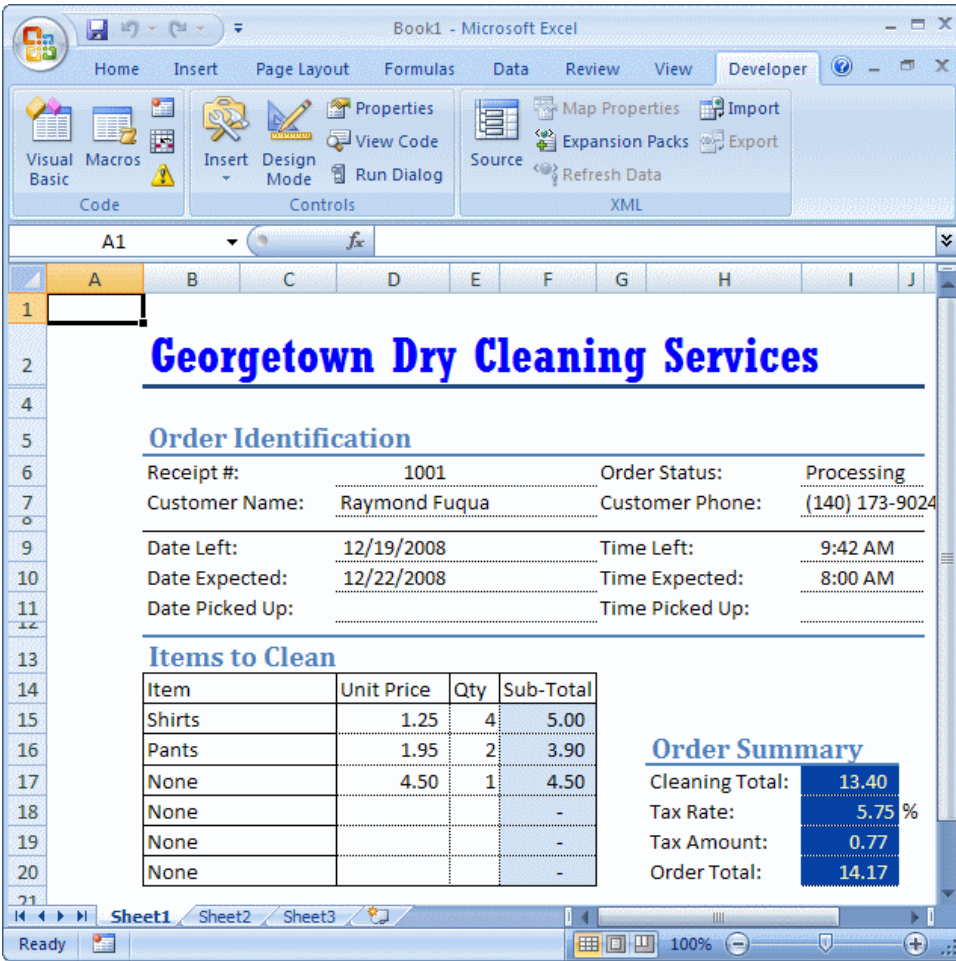 Book1 - Microsoft Excel
Home Insert Page Layout Formulas Data Review View Developer
Visual Basic Macros Insert Design Mode Properties View Code Run Dialog Source Map Properties Expansion Packs Refresh Data Import Export
Code Controls XML
A1 fx
A B C D E F G H I J
1
2 Georgetown Dry Cleaning Services
4
5 Order Identification
6 Receipt #: 1001 Order Status: Processing
7 Customer Name: Raymond Fuqua Customer Phone: (140) 173-9024
8
9 Date Left: 12/19/2008 Time Left: 9:42 AM
10 Date Expected: 12/22/2008 Time Expected: 8:00 AM
11 Date Picked Up: Time Picked Up:
12
13 Items to Clean
14 Item Unit Price Qty Sub-Total
15 Shirts 1.25 4 5.00
16 Pants 1.95 2 3.90 Order Summary
17 None 4.50 1 4.50 Cleaning Total: 13.40
18 None - Tax Rate: 5.75 %
19 None - Tax Amount: 0.77
20 None - Order Total: 14.17
21
Sheet1 Sheet2 Sheet3
Ready 100%